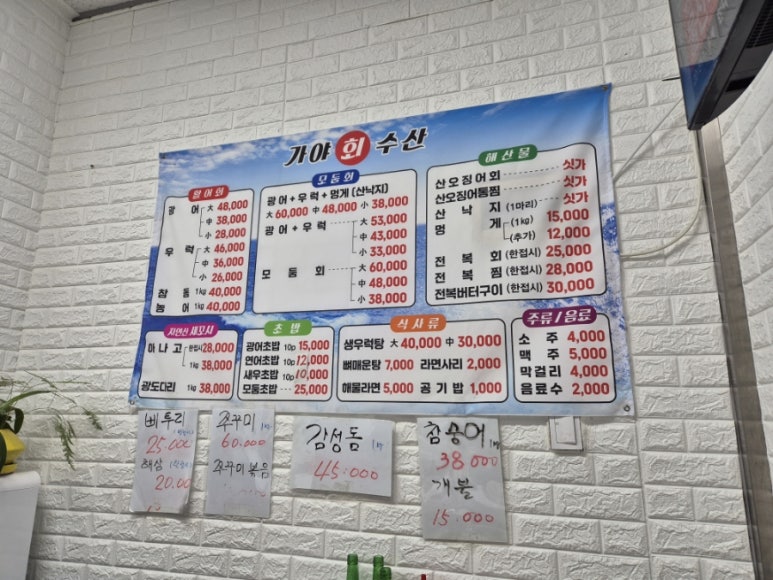 가야 회 수산
활어회
광 어 大 48,000
中 38,000
小 28,000
우 럭 大 46,000
中 36,000
小 26,000
참 돔 1kg 40,000
농 어 1kg 40,000
모둠회
광어+우럭+멍게 (산낙지)
大 60,000 中 48,000 小 38,000
광어+우럭 大 53,000
中 43,000
小 33,000
모 둠 회 大 60,000
中 48,000
小 38,000
해산물
산오징어회 싯가
산오징어통찜 싯가
산 낙 지 (1마리) 싯가
멍 게 (1kg) 15,000
(추가) 12,000
전 복 회 (한접시) 25,000
전 복 찜 (한접시) 28,000
전복버터구이 (한접시) 30,000
자연산 세꼬시
아나고 한접시 28,000
1kg 38,000
광도다리 1kg 38,000
초밥
광어초밥 10p 15,000
연어초밥 10p 12,000
새우초밥 10p 10,000
모둠초밥 25,000
식사류
생우럭탕 大 40,000 中 30,000
뼈매운탕 7,000 라면사리 2,000
해물라면 5,000 공기밥 1,000
주류/음료
소 주 4,000
맥 주 5,000
막걸리 4,000
음료수 2,000
삐뚜리
25.000
해삼
20.00
쭈꾸미
60.000
쭈꾸미볶음
감성돔
45.000
참숭어
38 000
개불
15.000